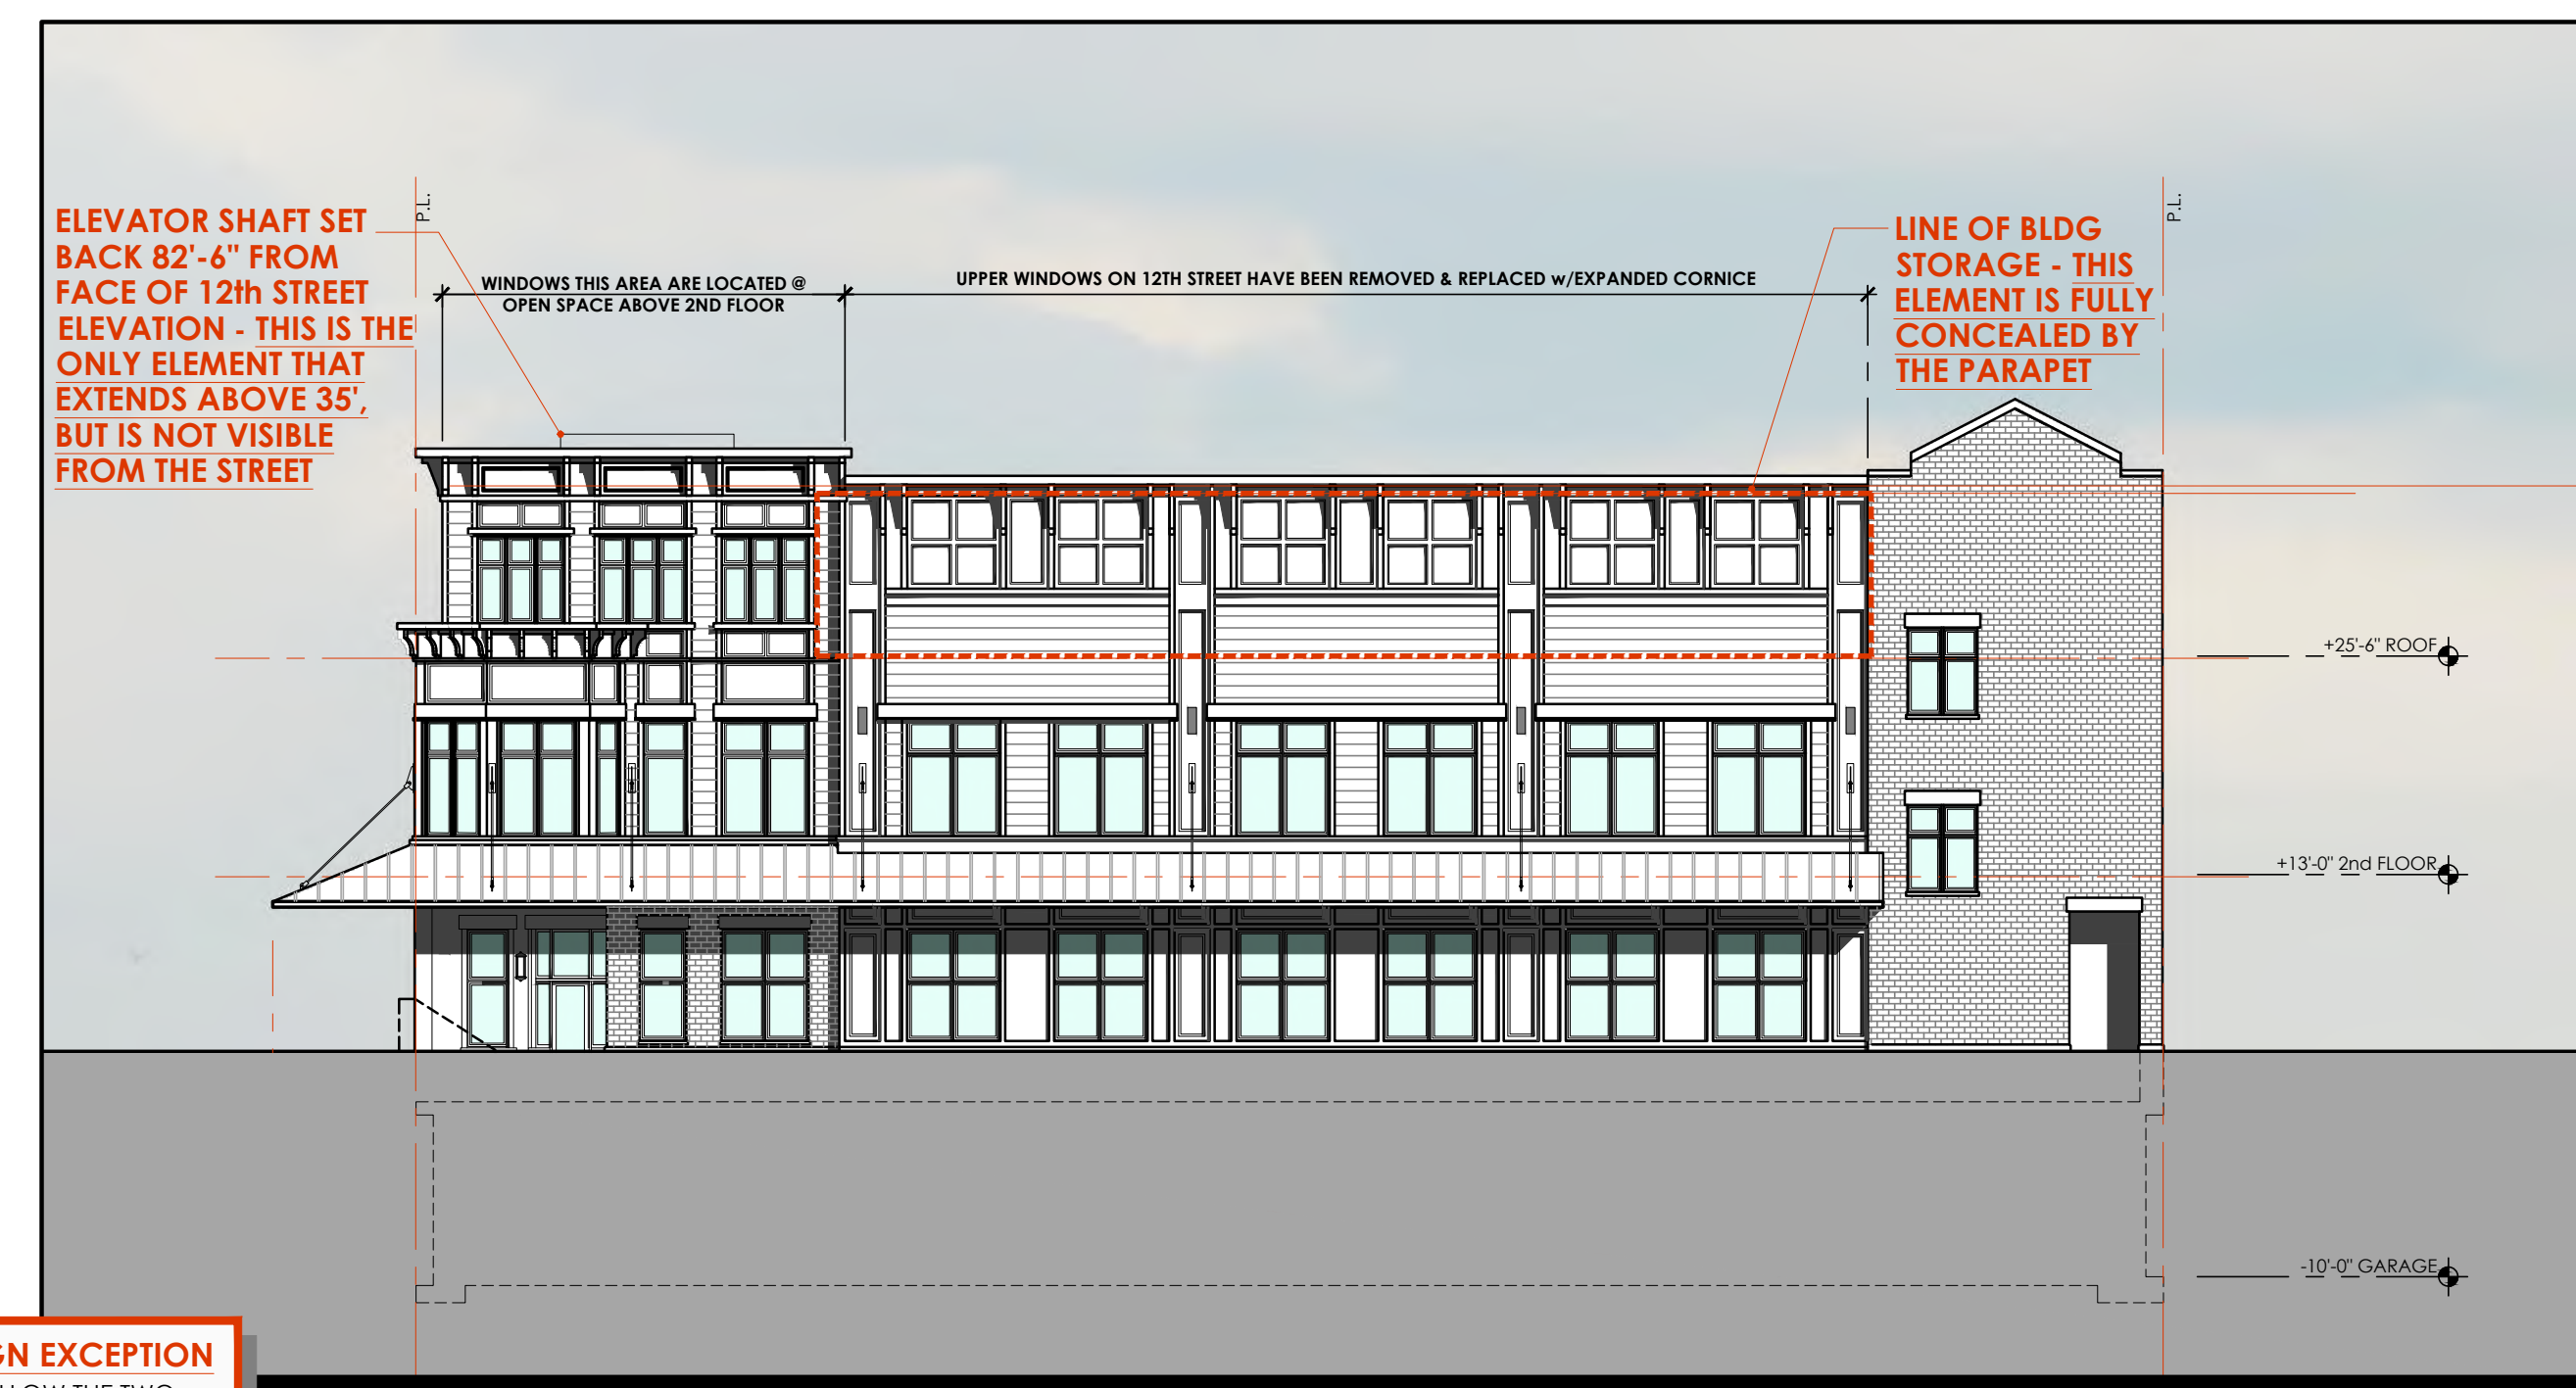 P.L.
P.L.
ELEVATOR SHAFT SET
BACK 82'-6" FROM
FACE OF 12th STREET
ELEVATION - THIS IS THE
ONLY ELEMENT THAT
EXTENDS ABOVE 35',
BUT IS NOT VISIBLE
FROM THE STREET
WINDOWS THIS AREA ARE LOCATED @
OPEN SPACE ABOVE 2ND FLOOR
UPPER WINDOWS ON 12TH STREET HAVE BEEN REMOVED & REPLACED w/EXPANDED CORNICE
LINE OF BLDG
STORAGE - THIS
ELEMENT IS FULLY
CONCEALED BY
THE PARAPET
+25'-6" ROOF
+13'-0" 2nd FLOOR
-10'-0" GARAGE
EXCEPTION
THE TWO